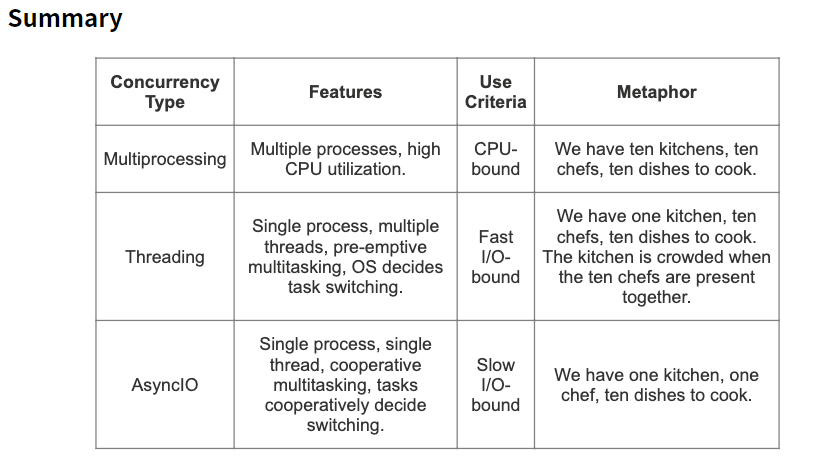 Summary
Concurrency
Type
Features
Use
Criteria
Metaphor
Multiprocessing
Multiple processes, high
CPU utilization.
CPU-
bound
We have ten kitchens, ten
chefs, ten dishes to cook.
Threading
Single process, multiple
threads, pre-emptive
multitasking, OS decides
task switching.
Fast
I/O-
bound
We have one kitchen, ten
chefs, ten dishes to cook.
The kitchen is crowded when
the ten chefs are present
together.
AsyncIO
Single process, single
thread, cooperative
multitasking, tasks
cooperatively decide
switching.
Slow
I/O-
bound
We have one kitchen, one
chef, ten dishes to cook.